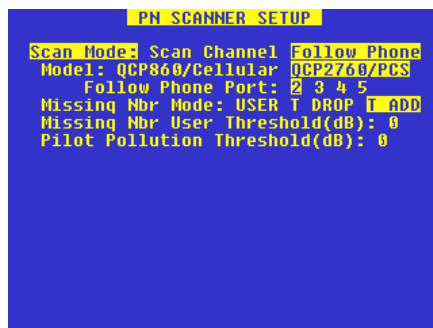 PN SCANNER SETUP
Scan Mode: Scan Channel Follow Phone
Model: QCP860/Cellular QCP2760/PCS
Follow Phone Port: 2 3 4 5
Missing Nbr Mode: USER T DROP T ADD
Missing Nbr User Threshold(dB): 0
Pilot Pollution Threshold(dB): 0